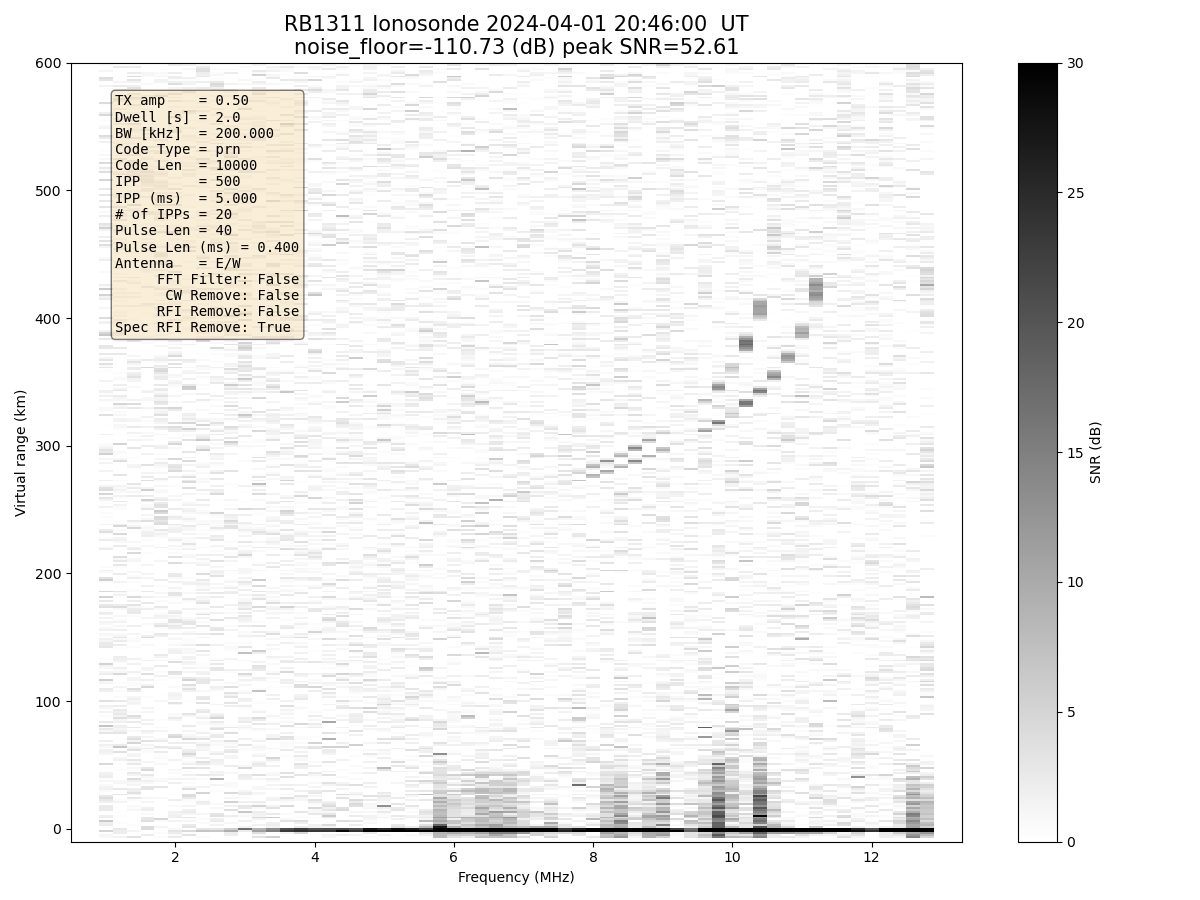 RB1311 Ionosonde 2024-04-01 20:46:00  UT
noise_floor=-110.73 (dB) peak SNR=52.61
600
500
400
300
200
100
0
Virtual range (km)
TX amp    = 0.50
Dwell [s] = 2.0
BW [kHz]  = 200.000
Code Type = prn
Code Len  = 10000
IPP       = 500
IPP (ms)  = 5.000
# of IPPs = 20
Pulse Len = 40
Pulse Len (ms) = 0.400
Antenna   = E/W
FFT Filter: False
CW Remove: False
RFI Remove: False
Spec RFI Remove: True
2 4 6 8 10 12
Frequency (MHz)
30
25
20
15
10
5
0
SNR (dB)